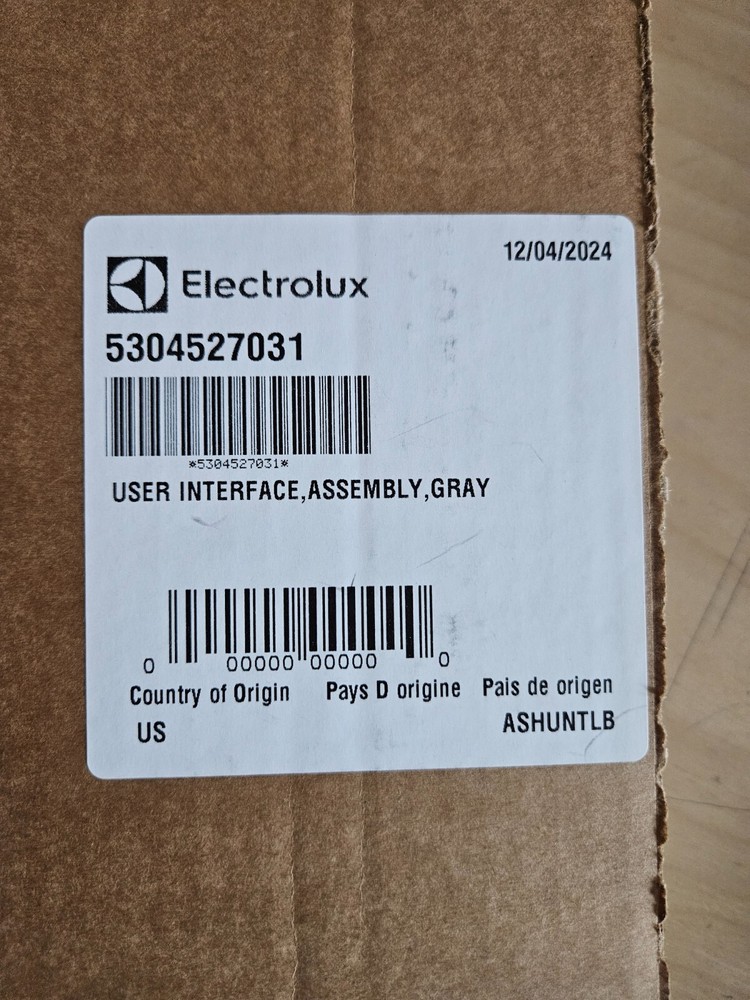 12/04/2024
Electrolux
5304527031
*5304527031*
USER INTERFACE,ASSEMBLY,GRAY
0 00000 00000 0
Country of Origin Pays D origine Pais de origen
US ASHUNTLB